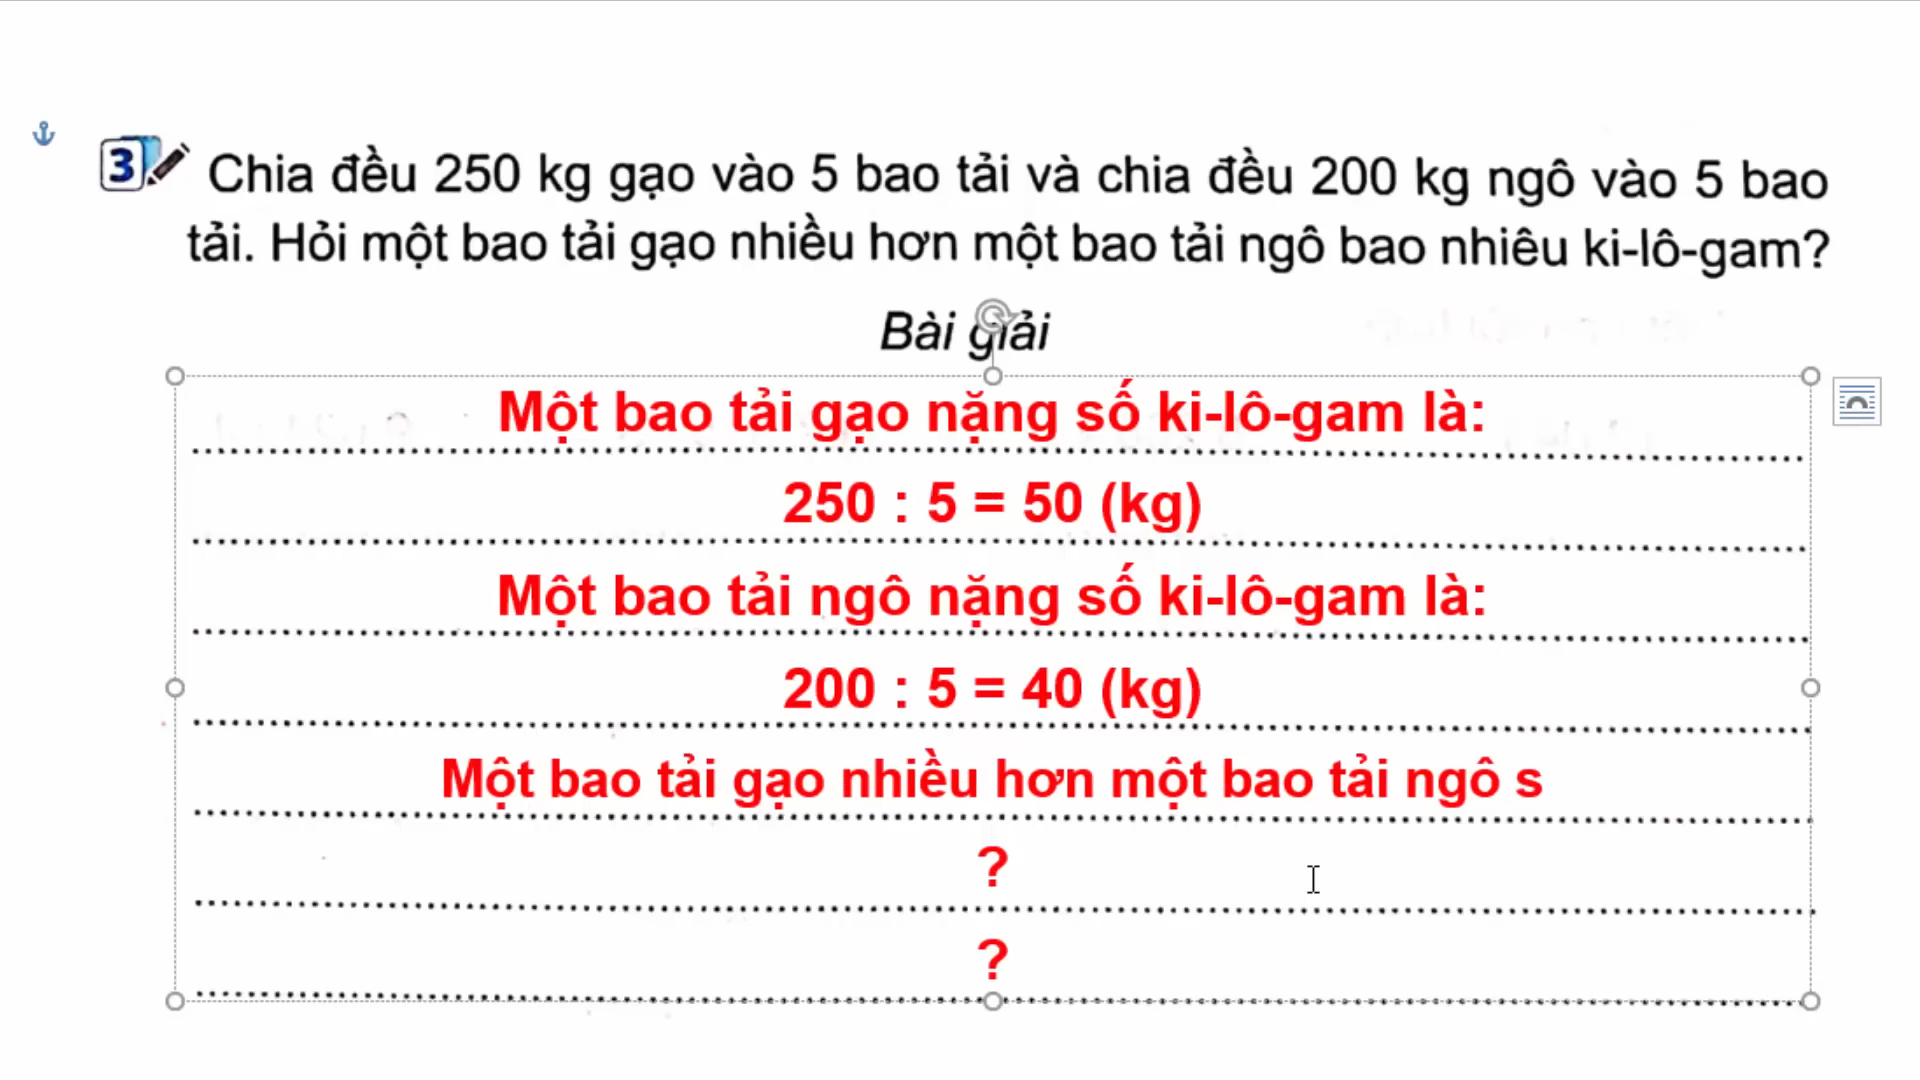 3 Chia đều 250 kg gạo vào 5 bao tải và chia đều 200 kg ngô vào 5 bao
tải. Hỏi một bao tải gạo nhiều hơn một bao tải ngô bao nhiêu ki-lô-gam?
Bài giải
Một bao tải gạo nặng số ki-lô-gam là:
250 : 5 = 50 (kg)
Một bao tải ngô nặng số ki-lô-gam là:
200 : 5 = 40 (kg)
Một bao tải gạo nhiều hơn một bao tải ngô s
?
?